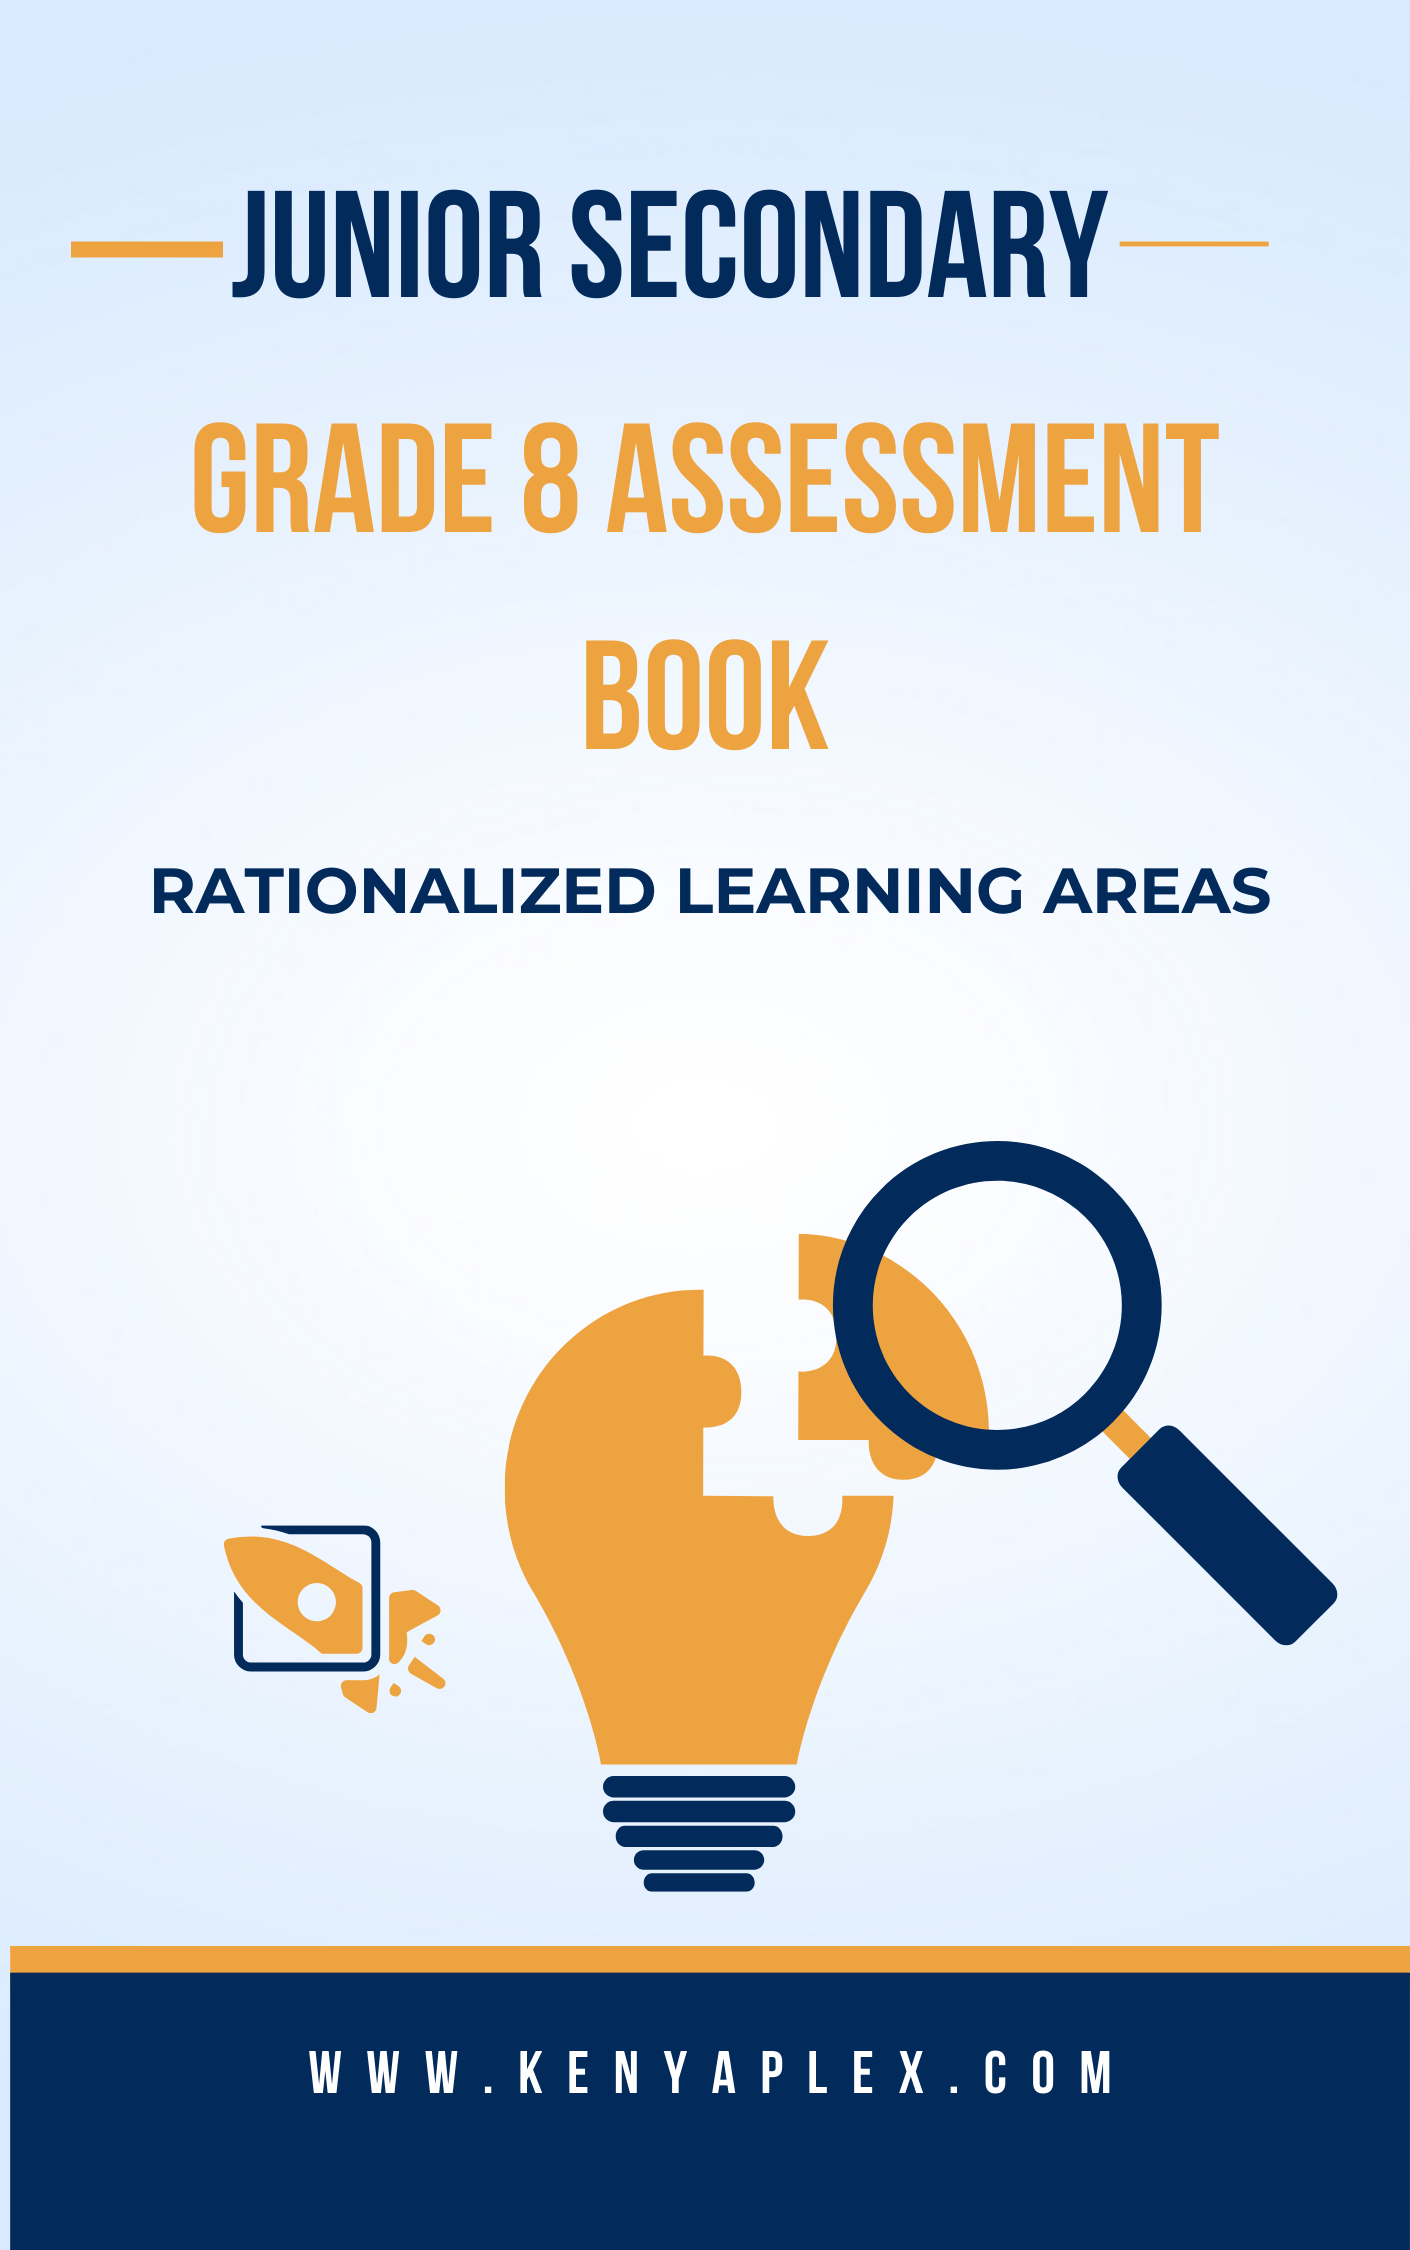 JUNIOR SECONDARY
GRADE 8 ASSESSMENT
BOOK
RATIONALIZED LEARNING AREAS
WWW.KENYAPLEX.COM